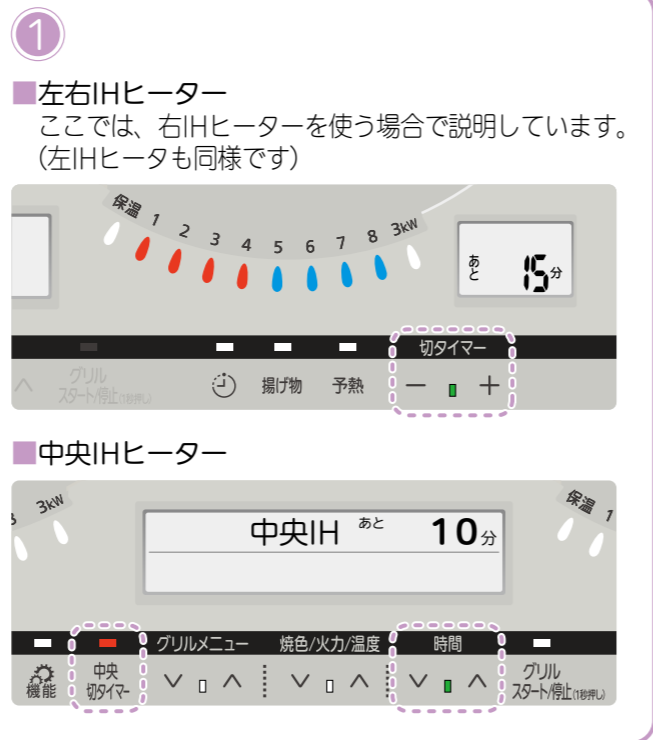 1
■左右IHヒーター
ここでは、右IHヒーターを使う場合で説明しています。
(左IHヒータも同様です)
保温 1 2 3 4 5 6 7 8 3kW
あと 15分
切タイマー
グリル
スタート/停止(1秒押し)
揚げ物 予熱 − +
■中央IHヒーター
3kW
保温 1
中央IH あと 10分
グリルメニュー 焼色/火力/温度 時間
機能
中央
切タイマー
グリル
スタート/停止(1秒押し)